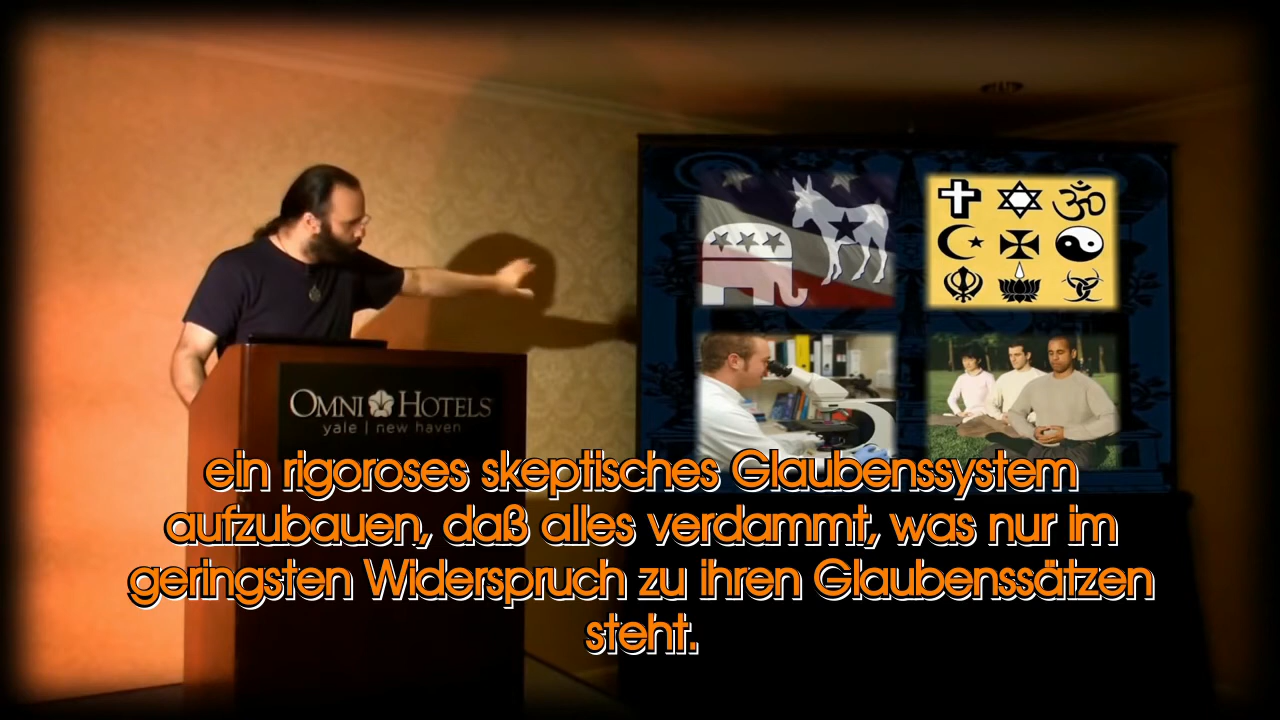 OMNI HOTELS
yale | new haven
ein rigoroses skeptisches Glaubenssystem
aufzubauen, daß alles verdammt, was nur im
geringsten Widerspruch zu ihren Glaubenssätzen
steht.